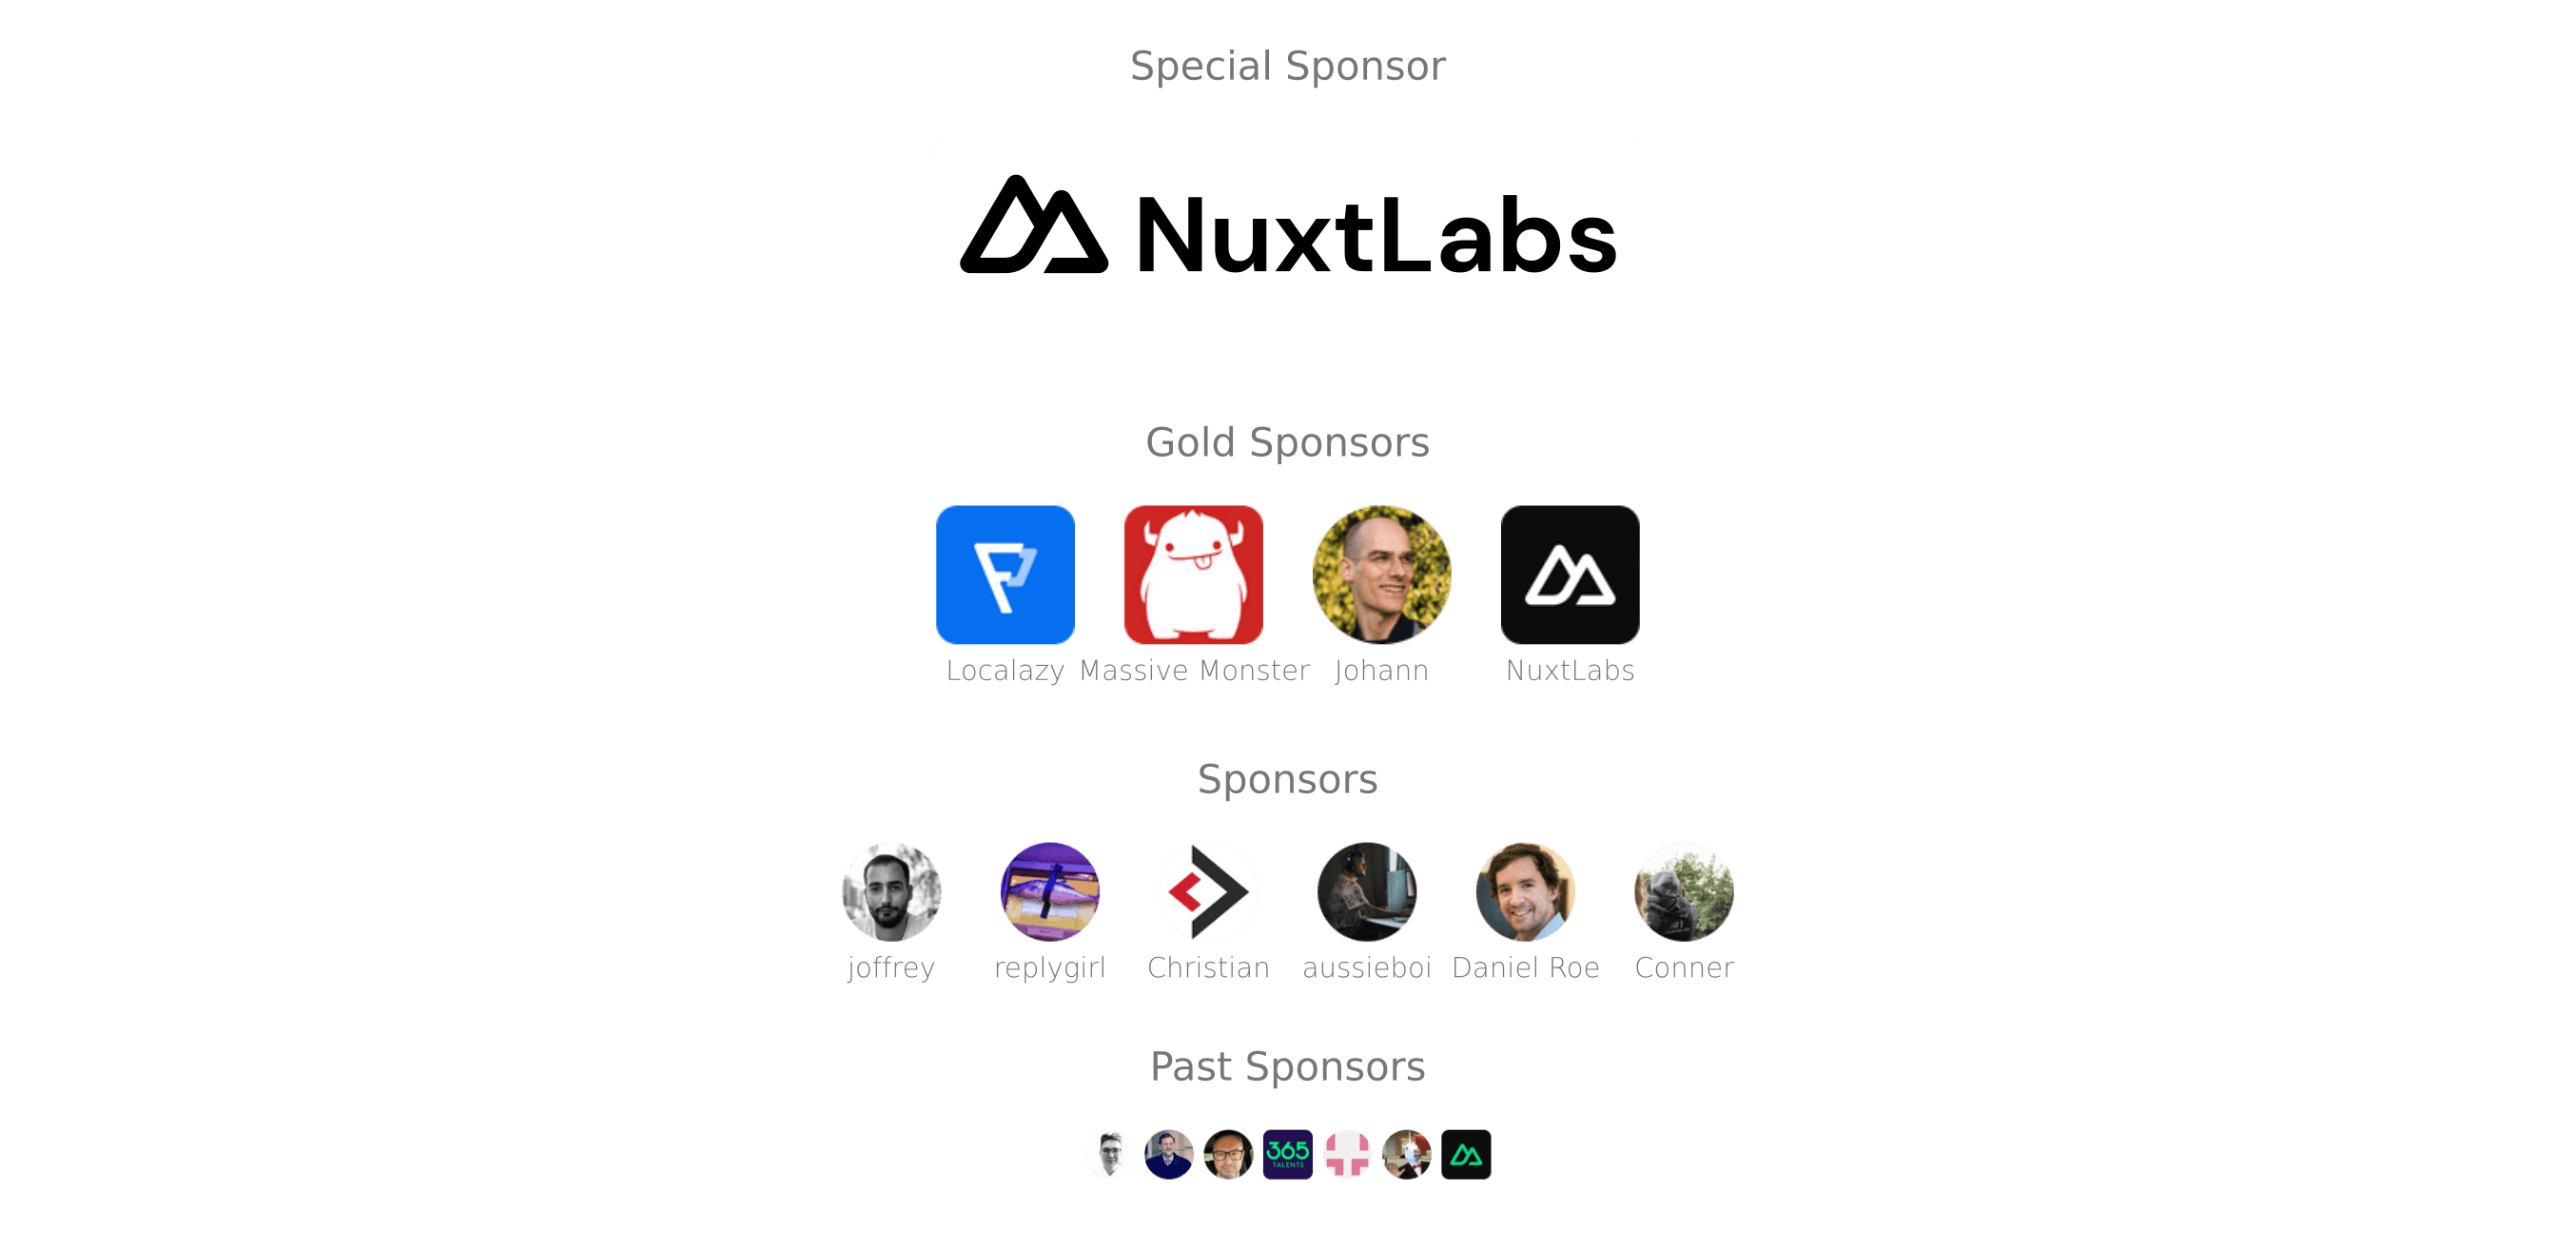 Special Sponsor
NuxtLabs
Gold Sponsors
Localazy Massive Monster Johann NuxtLabs
Sponsors
joffrey replygirl Christian aussieboi Daniel Roe Conner
Past Sponsors
365
TALENTS